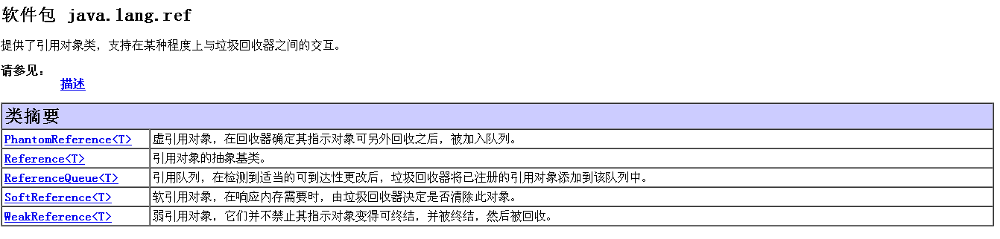 软件包 java.lang.ref
提供了引用对象类，支持在某种程度上与垃圾回收器之间的交互。
请参见：
描述
类摘要
PhantomReference<T> 虚引用对象，在回收器确定其指示对象可另外回收之后，被加入队列。
Reference<T> 引用对象的抽象基类。
ReferenceQueue<T> 引用队列，在检测到适当的可到达性更改后，垃圾回收器将已注册的引用对象添加到该队列中。
SoftReference<T> 软引用对象，在响应内存需要时，由垃圾回收器决定是否清除此对象。
WeakReference<T> 弱引用对象，它们并不禁止其指示对象变得可终结，并被终结，然后被回收。